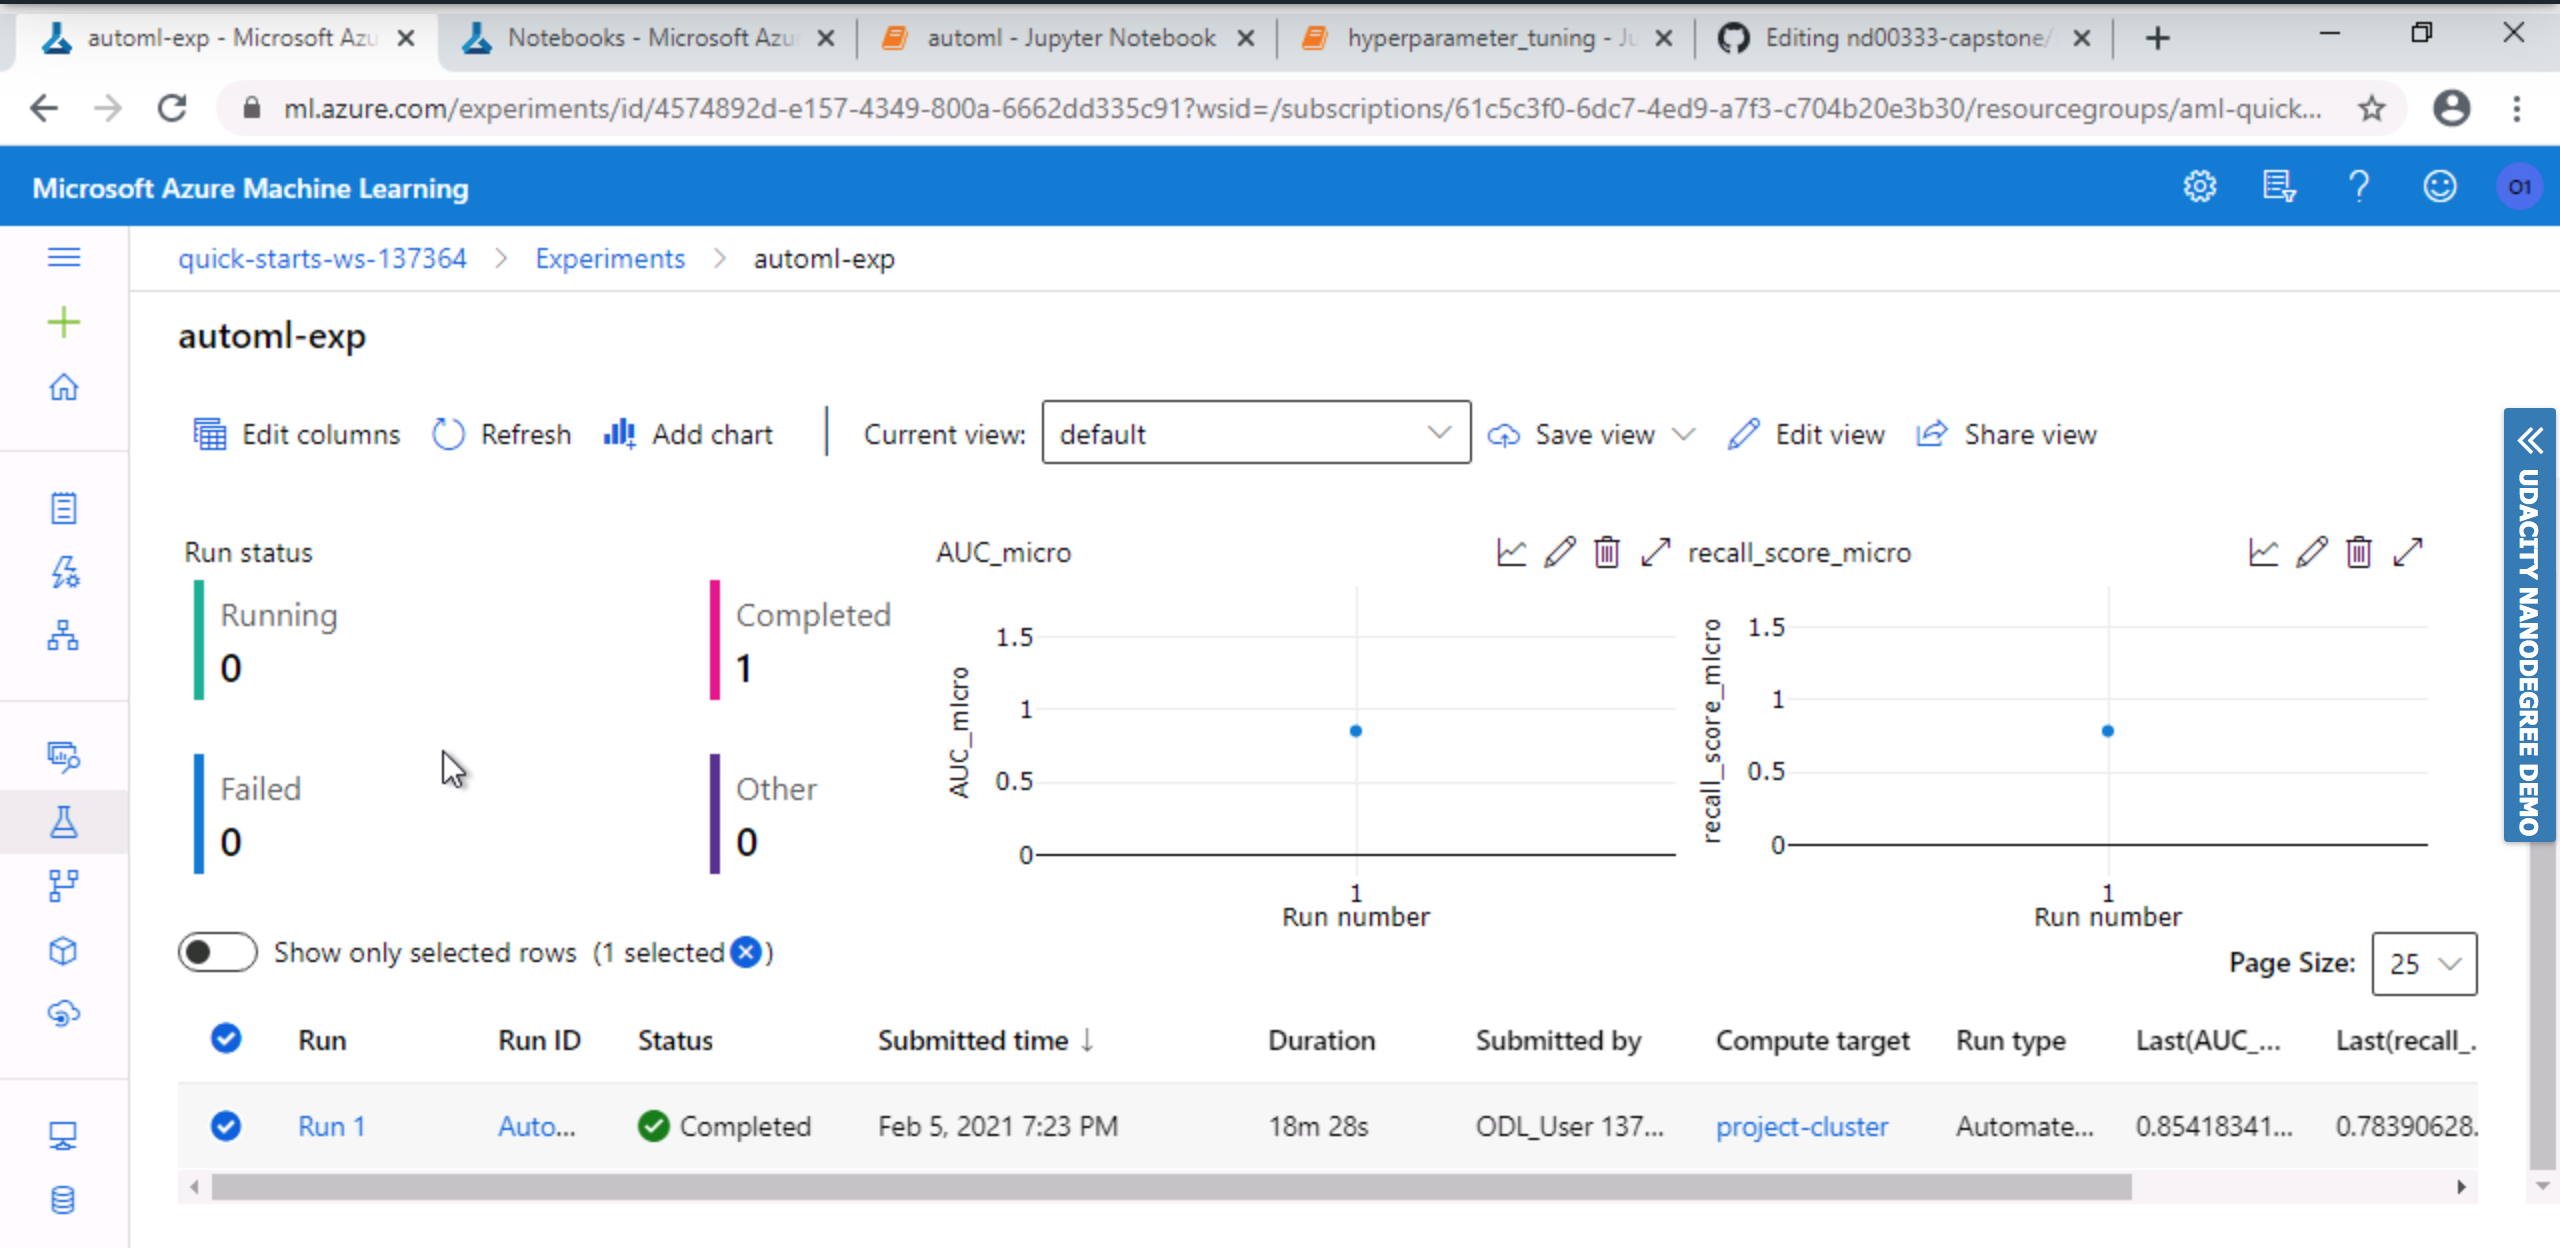 automl-exp - Microsoft Azu
Notebooks - Microsoft Azur
automl - Jupyter Notebook
hyperparameter_tuning - Ju
Editing nd00333-capstone/
ml.azure.com/experiments/id/4574892d-e157-4349-800a-6662dd335c91?wsid=/subscriptions/61c5c3f0-6dc7-4ed9-a7f3-c704b20e3b30/resourcegroups/aml-quick...
Microsoft Azure Machine Learning
O1
quick-starts-ws-137364 > Experiments > automl-exp
automl-exp
Edit columns Refresh Add chart Current view: default Save view Edit view Share view
UDACITY NANODEGREE DEMO
Run status
Running
0
Completed
1
Failed
0
Other
0
AUC_micro
AUC_micro
1.5
1
0.5
0
1
Run number
recall_score_micro
recall_score_micro
1.5
1
0.5
0
1
Run number
Show only selected rows (1 selected )
Page Size: 25
Run Run ID Status Submitted time ↓ Duration Submitted by Compute target Run type Last(AUC_... Last(recall_.
Run 1 Auto... Completed Feb 5, 2021 7:23 PM 18m 28s ODL_User 137... project-cluster Automate... 0.85418341... 0.78390628.